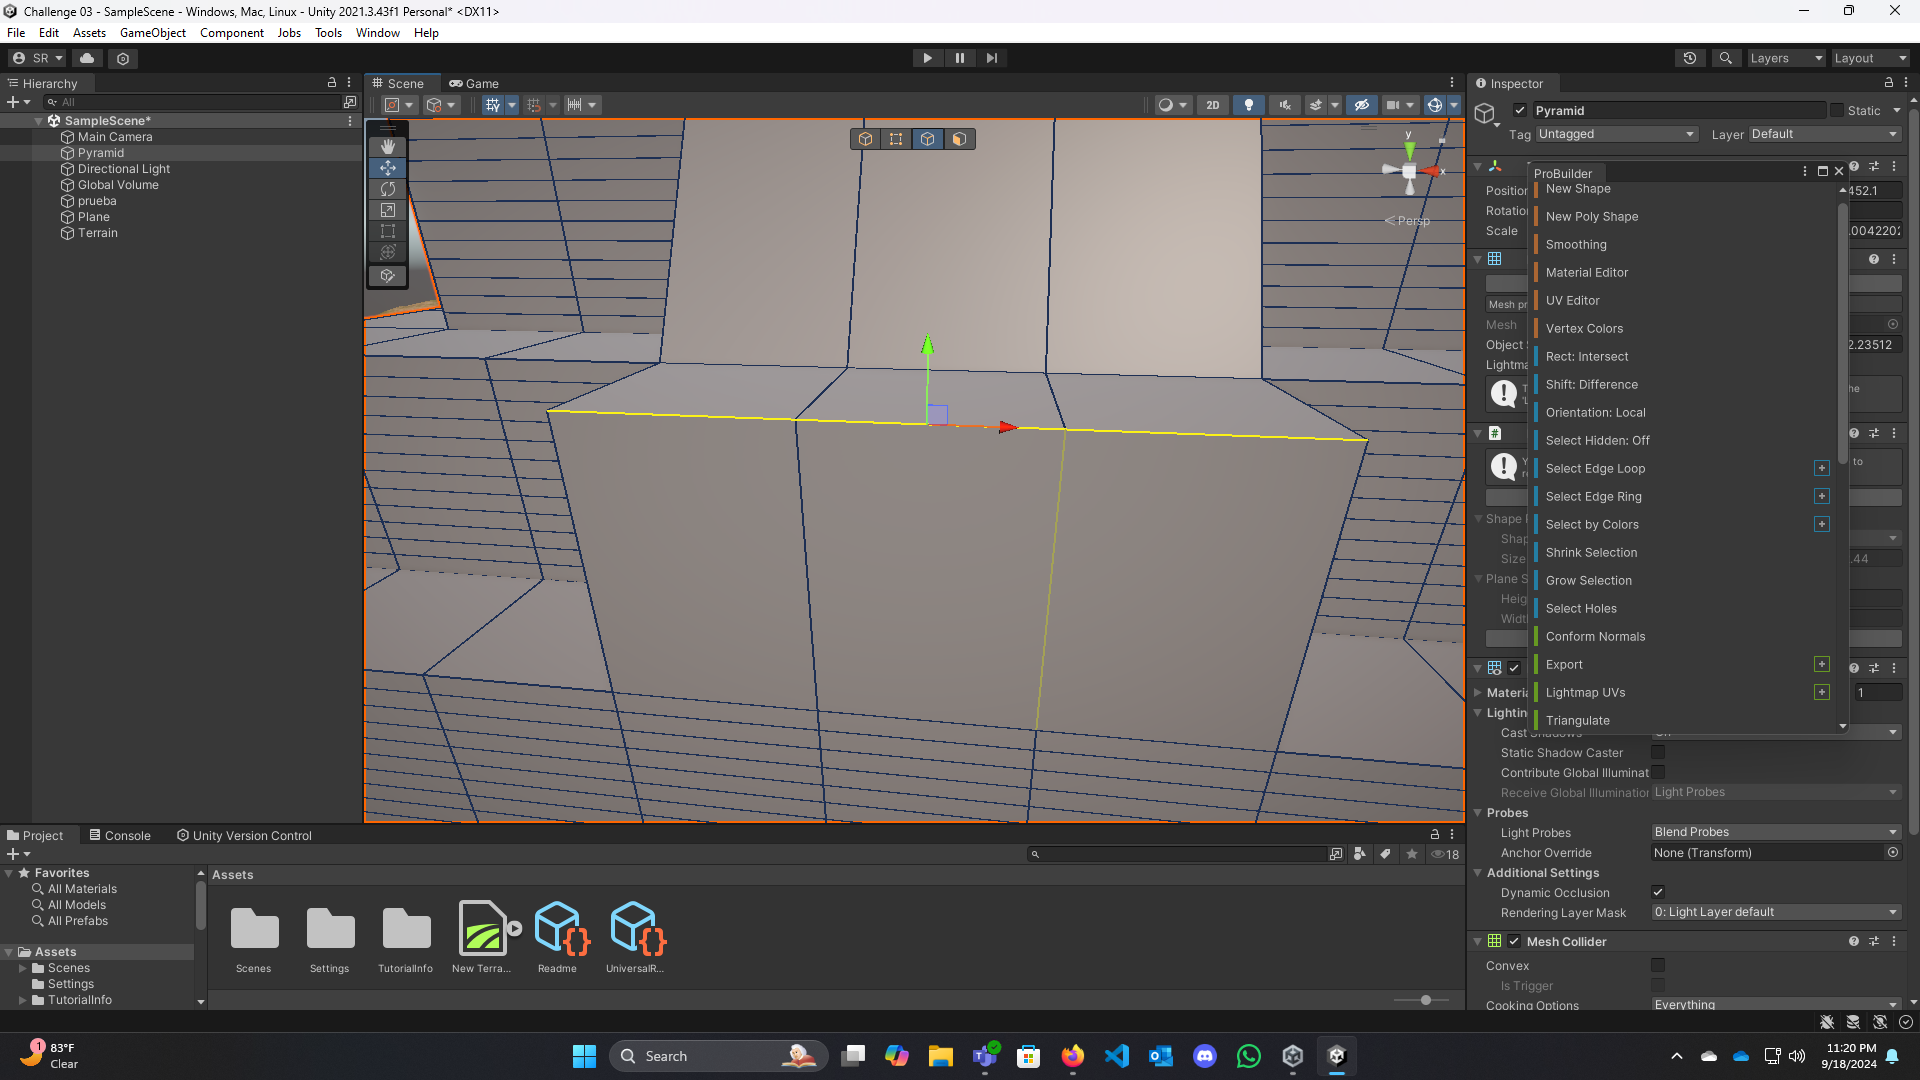 Challenge 03 - SampleScene - Windows, Mac, Linux - Unity 2021.3.43f1 Personal* <DX11>
File Edit Assets GameObject Component Jobs Tools Window Help
SR
Layers
Layout
Hierarchy
All
SampleScene*
Main Camera
Pyramid
Directional Light
Global Volume
prueba
Plane
Terrain
Scene
Game
2D
y
x
Persp
Inspector
Pyramid
Static
Tag Untagged
Layer Default
Position
452.1
Rotation
Scale
.0042202
Mesh pr
Mesh
Object S
2.23512
Lightma
he
to
Shape
Shap
Size
.44
Plane S
Heig
Widt
ProBuilder
New Shape
New Poly Shape
Smoothing
Material Editor
UV Editor
Vertex Colors
Rect: Intersect
Shift: Difference
Orientation: Local
Select Hidden: Off
Select Edge Loop
Select Edge Ring
Select by Colors
Shrink Selection
Grow Selection
Select Holes
Conform Normals
Export
Lightmap UVs
Triangulate
Materia
1
Lightin
Cast Shadows
Static Shadow Caster
Contribute Global Illuminat
Receive Global Illumination Light Probes
Probes
Light Probes Blend Probes
Anchor Override None (Transform)
Additional Settings
Dynamic Occlusion
Rendering Layer Mask 0: Light Layer default
Mesh Collider
Convex
Is Trigger
Cooking Options Everything
Project
Console
Unity Version Control
18
Favorites
All Materials
All Models
All Prefabs
Assets
Scenes
Settings
TutorialInfo
Assets
Scenes
Settings
TutorialInfo
New Terra...
Readme
UniversalR...
1
83°F
Clear
Search
11:20 PM
9/18/2024